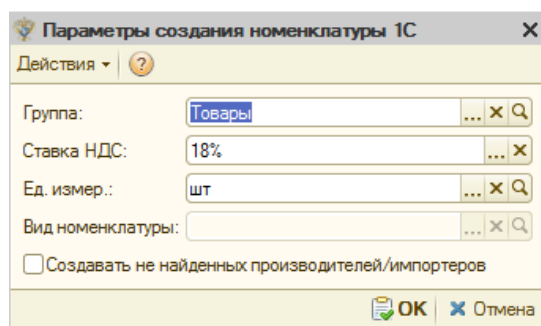 Параметры создания номенклатуры 1С
Действия
Группа: Товары ...
Ставка НДС: 18% ...
Ед. измер.: шт ...
Вид номенклатуры: ...
Создавать не найденных производителей/импортеров
ОК Отмена